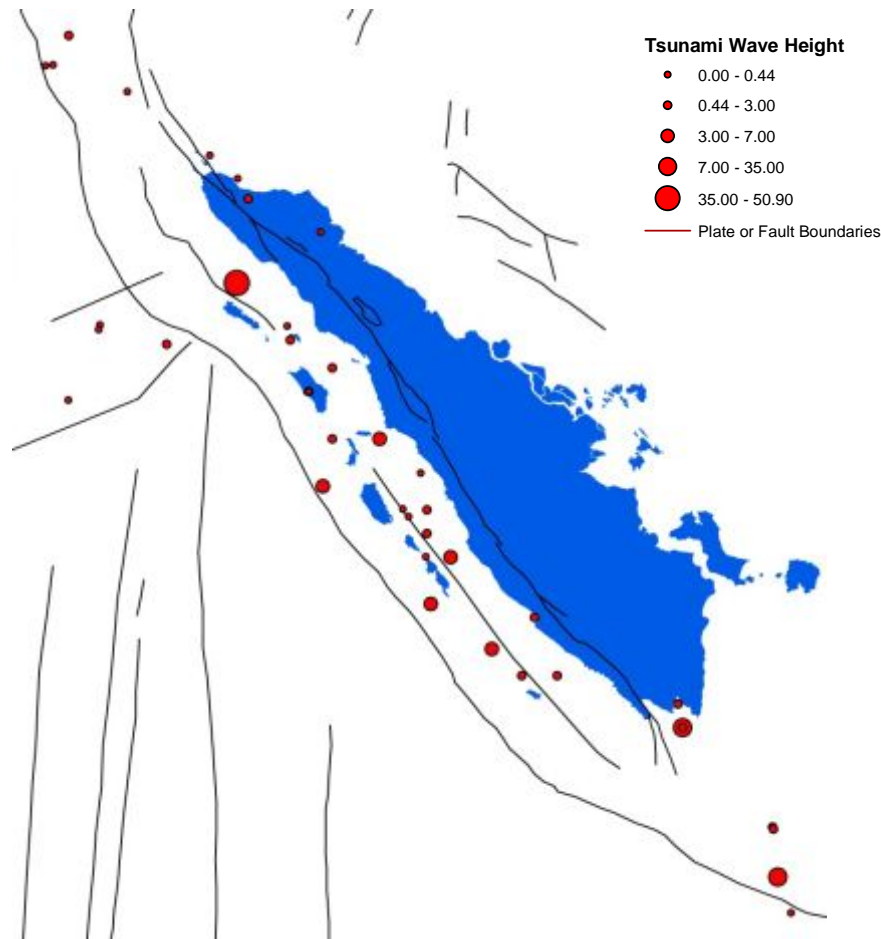 Tsunami Wave Height
0.00 - 0.44
0.44 - 3.00
3.00 - 7.00
7.00 - 35.00
35.00 - 50.90
Plate or Fault Boundaries